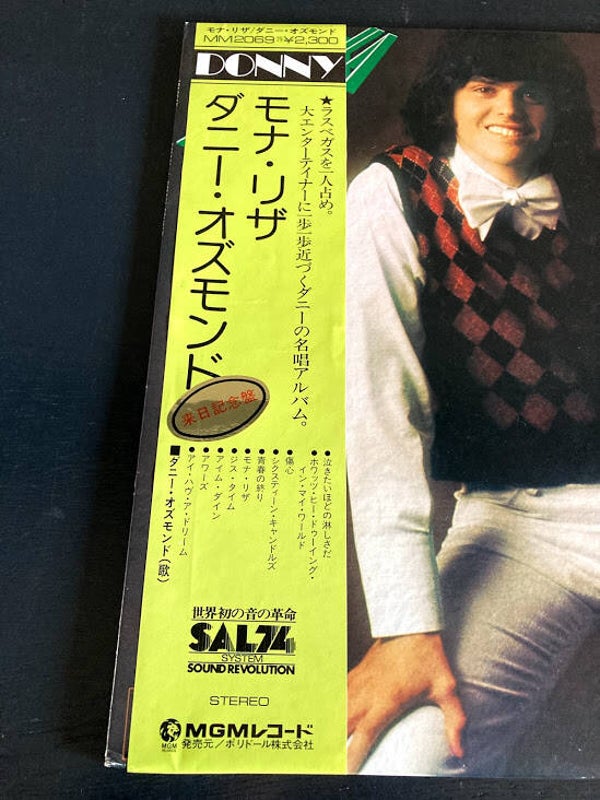 モナ・リザ/ダニー・オズモンド
MM2069 ¥2,300
DONNY
モナ・リザ
ダニー・オズモンド
★ラスベガスを一人占め。
大エンターテイナーに一歩一歩近づくダニーの名唱アルバム。
来日記念盤
●泣きたいほどの淋しさだ
●ホワッツ・ヒー・ドゥーイング・
イン・マイ・ワールド
●傷心
●シクスティーン・キャンドルズ
●青春の終り
●モナ・リザ
●ジス・タイム
●アイム・ダイン
●アワーズ
●アイ・ハヴ・ア・ドリーム
■ダニー・オズモンド(歌)
世界初の音の革命
SAL74
SYSTEM
SOUND REVOLUTION
STEREO
MGM
MGMレコード
発売元/ポリドール株式会社